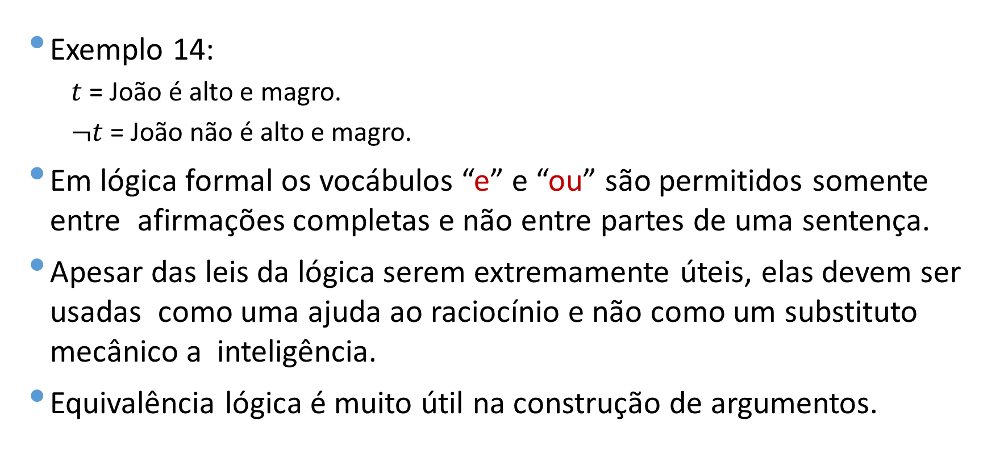 • Exemplo 14:
t = João é alto e magro.
¬t = João não é alto e magro.
• Em lógica formal os vocábulos “e” e “ou” são permitidos somente
entre afirmações completas e não entre partes de uma sentença.
• Apesar das leis da lógica serem extremamente úteis, elas devem ser
usadas como uma ajuda ao raciocínio e não como um substituto
mecânico a inteligência.
• Equivalência lógica é muito útil na construção de argumentos.